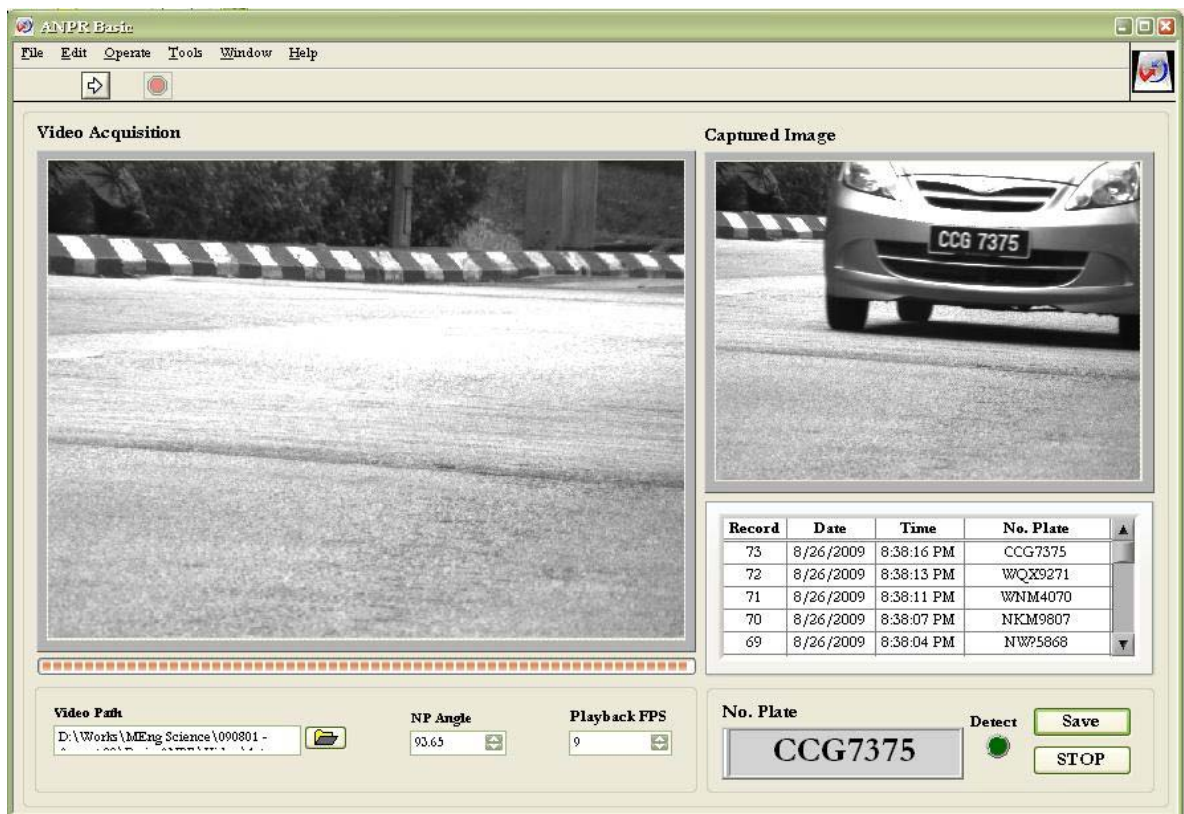 ANPR Basic
File Edit Operate Tools Window Help
Video Acquisition
Captured Image
CCG 7375
Record Date Time No. Plate
73 8/26/2009 8:38:16 PM CCG7375
72 8/26/2009 8:38:13 PM WQX9271
71 8/26/2009 8:38:11 PM WNM4070
70 8/26/2009 8:38:07 PM NKM9807
69 8/26/2009 8:38:04 PM NW?5868
Video Path
D:\Works\MEng Science\090801 -
NP Angle
93.65
Playback FPS
9
No. Plate
CCG7375
Detect
Save
STOP